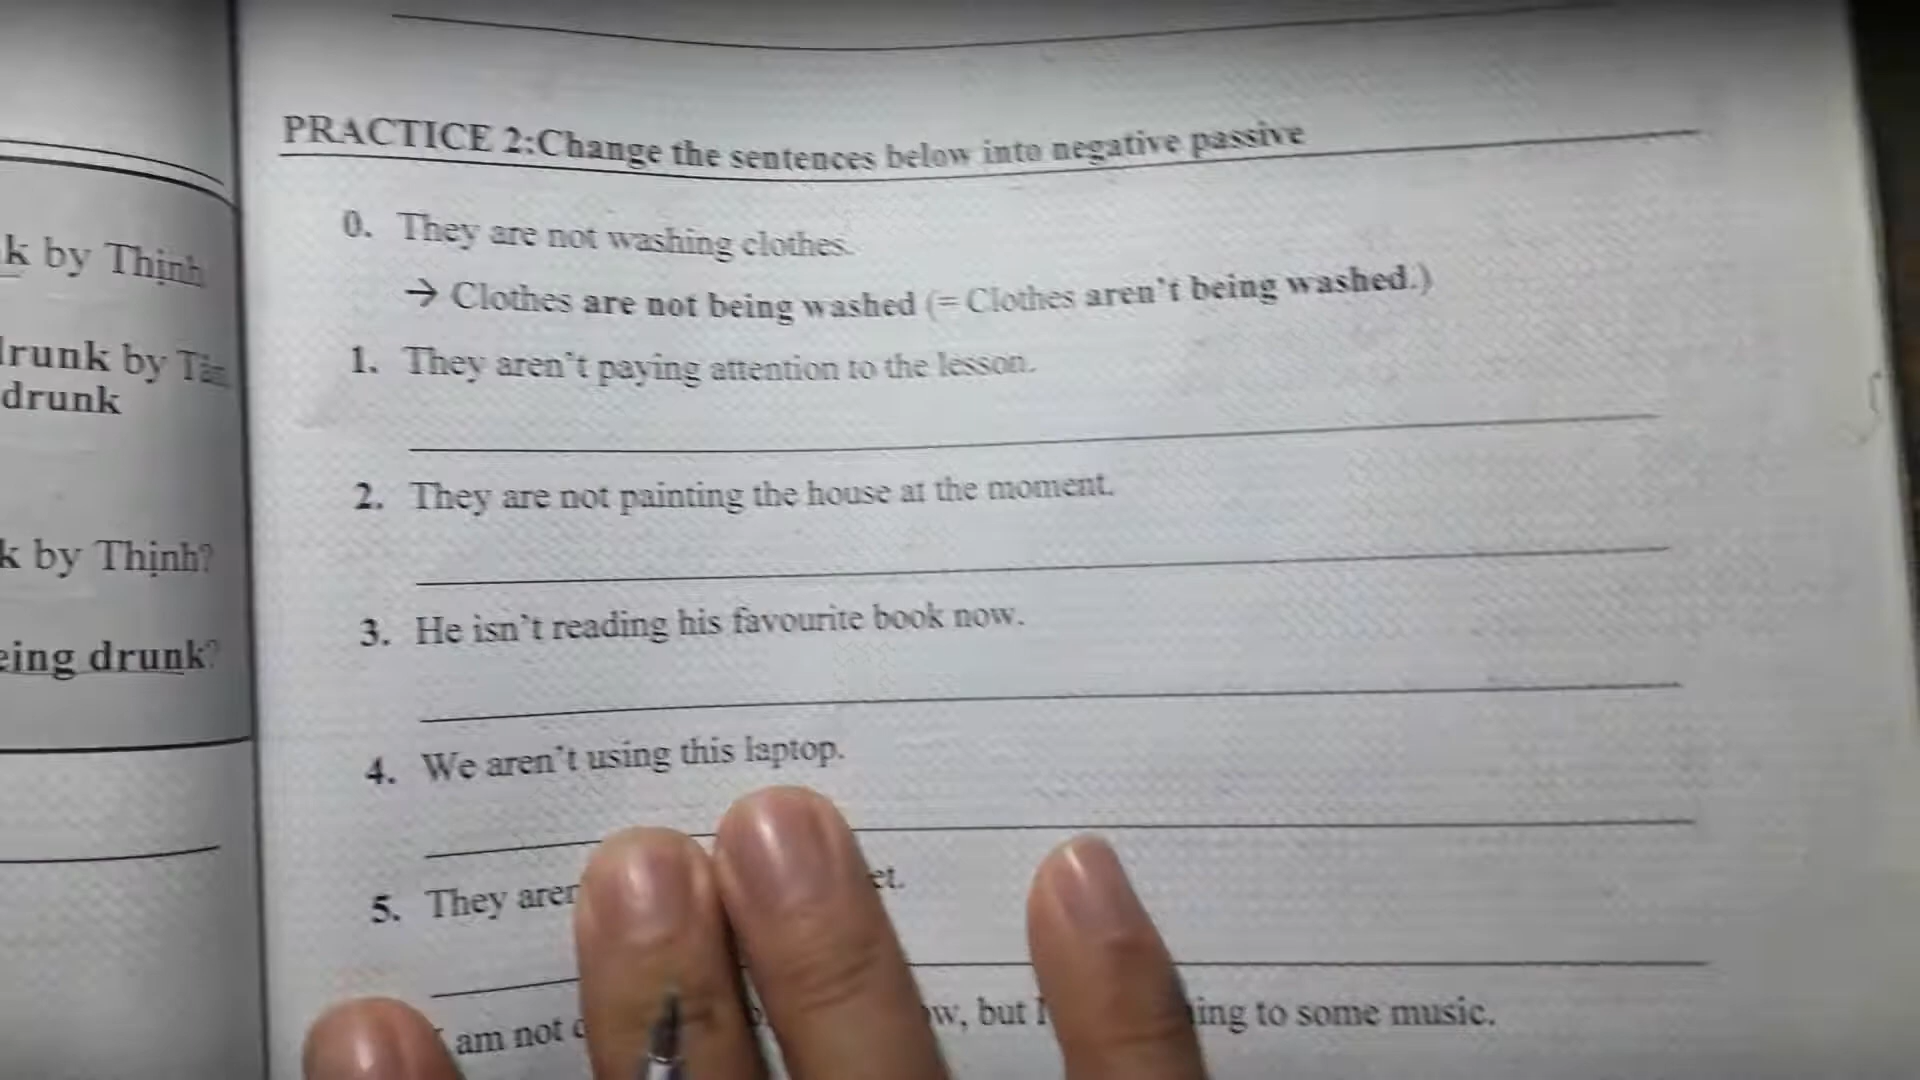 k by Thịnh
drunk by
drunk
k by Thịnh?
eing drunk?
PRACTICE 2:Change the sentences below into negative passive
0. They are not washing clothes.
→ Clothes are not being washed (= Clothes aren't being washed.)
1. They aren't paying attention to the lesson.
2. They are not painting the house at the moment.
3. He isn't reading his favourite book now.
4. We aren't using this laptop.
5. They aren et.
am not ow, but ing to some music.